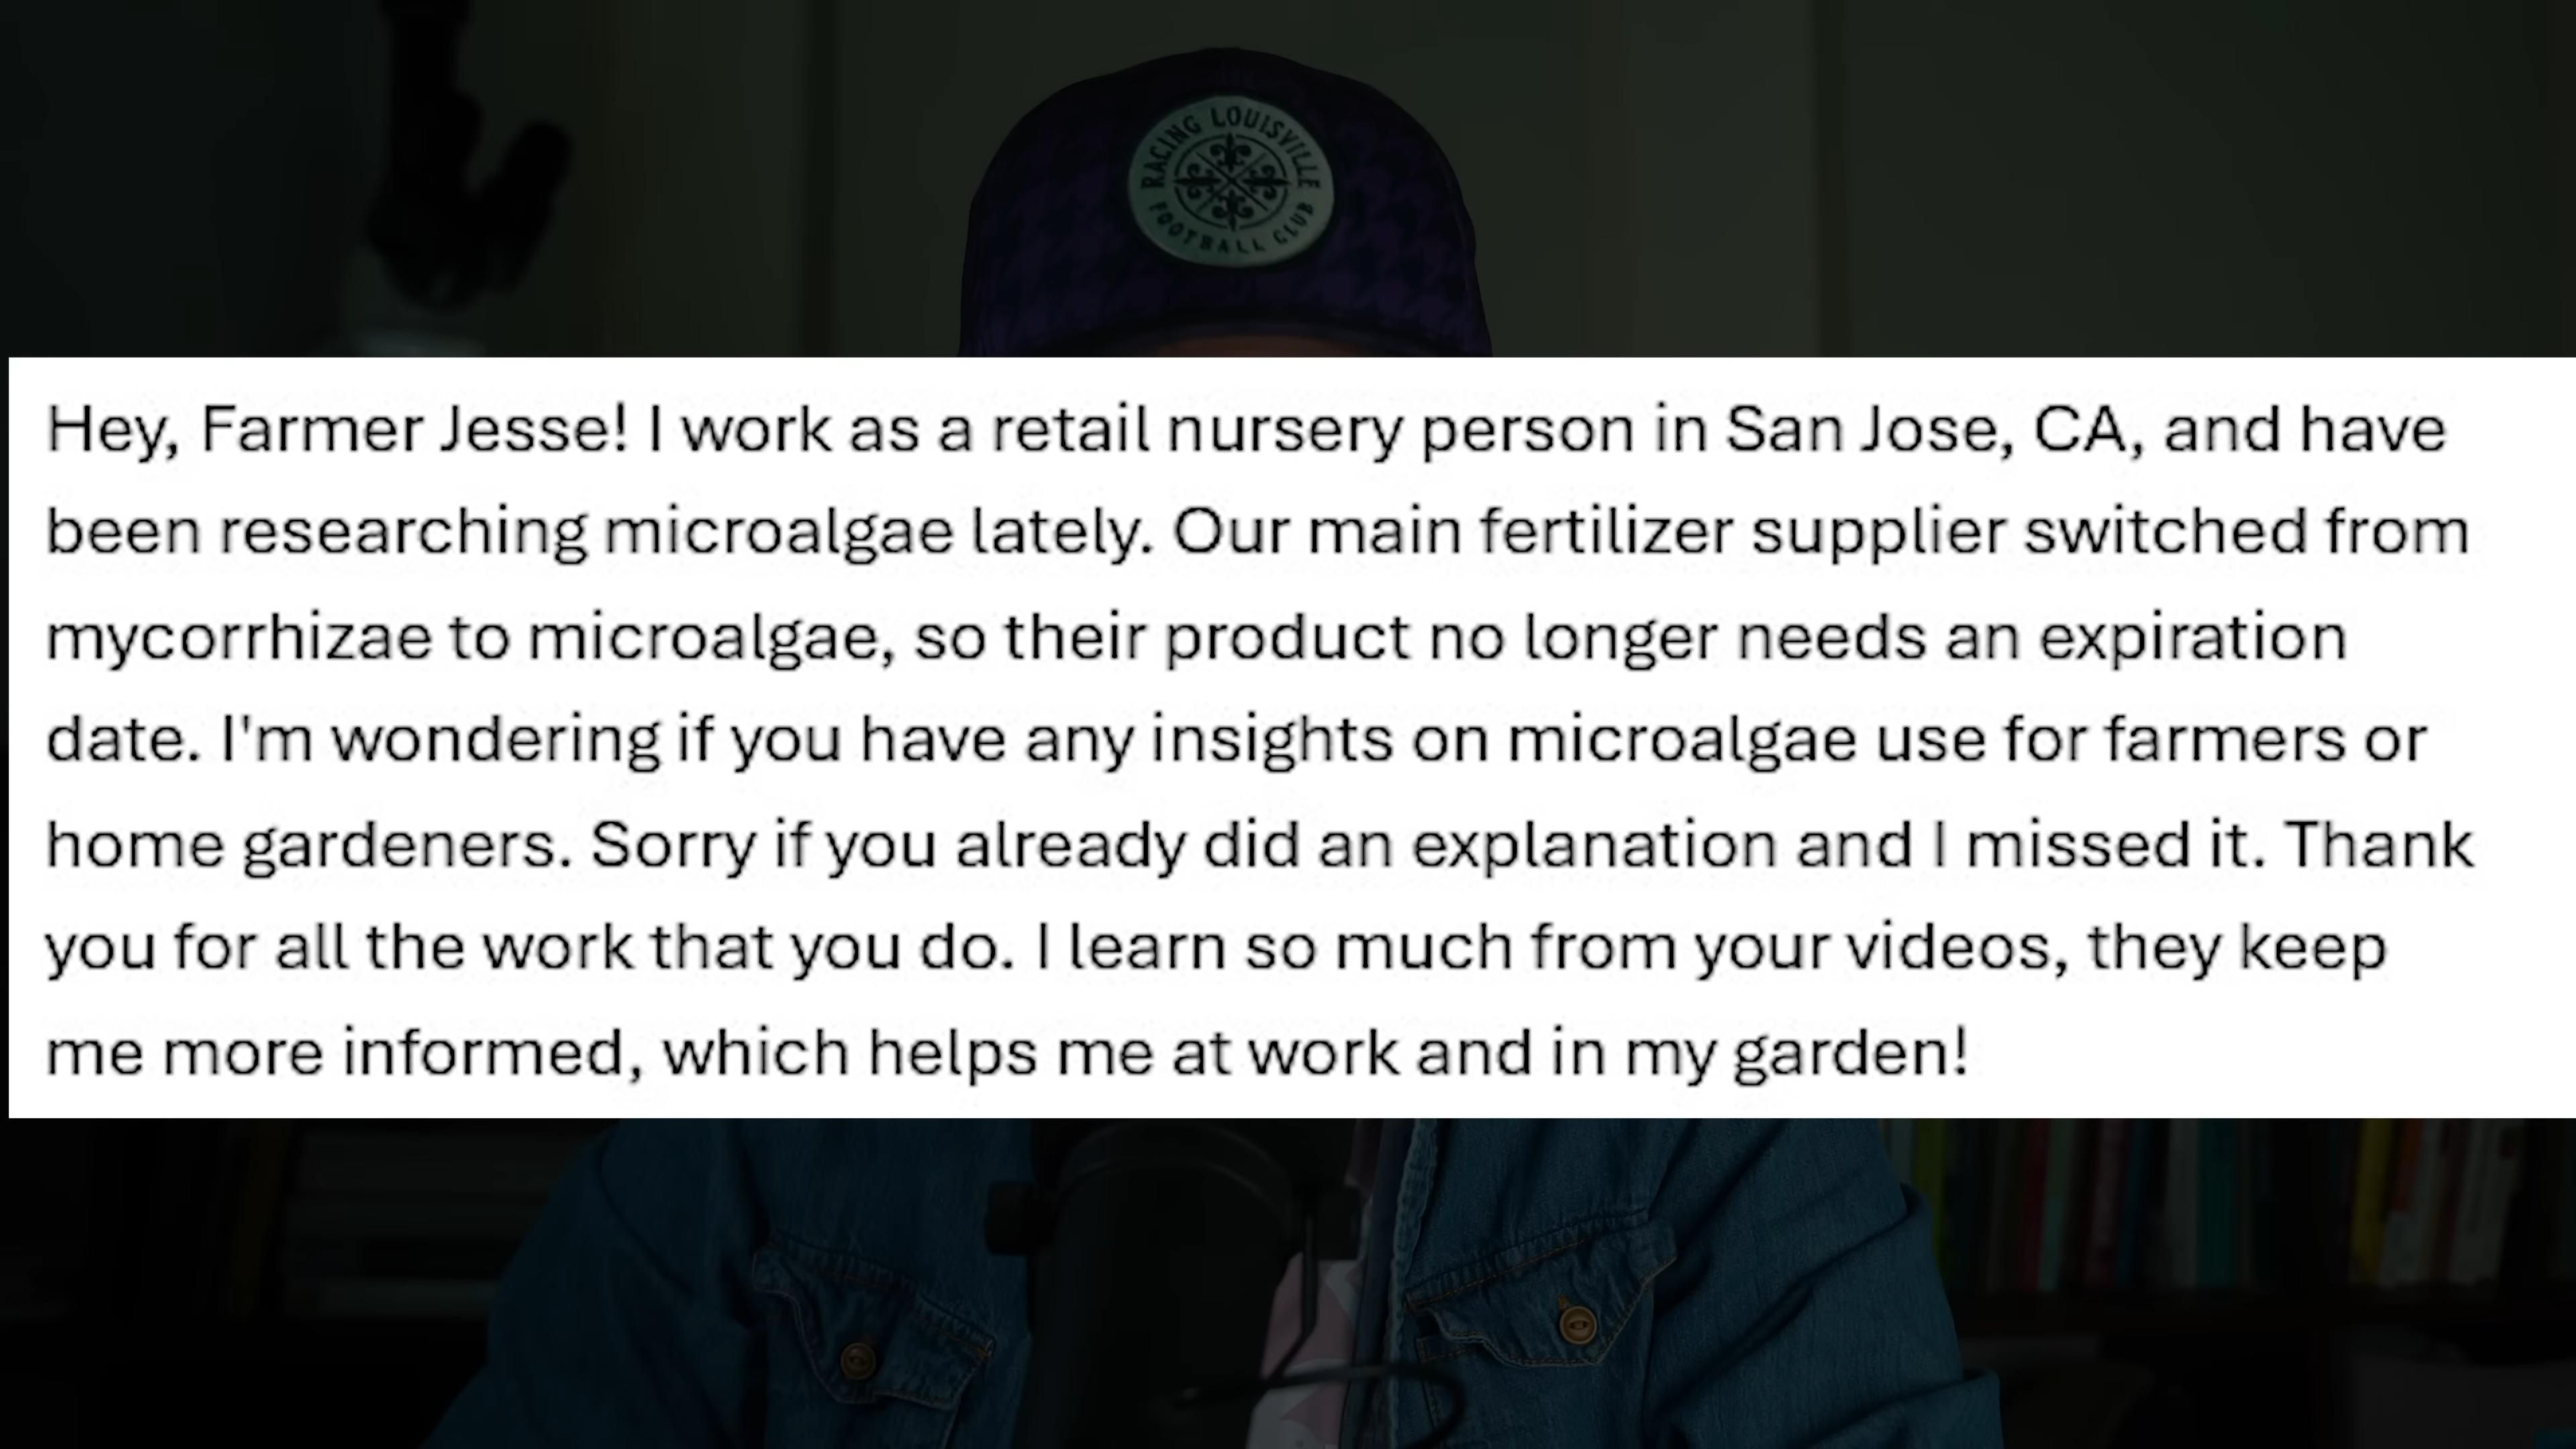 RACING LOUISVILLE
FOOTBALL CLUB
Hey, Farmer Jesse! I work as a retail nursery person in San Jose, CA, and have
been researching microalgae lately. Our main fertilizer supplier switched from
mycorrhizae to microalgae, so their product no longer needs an expiration
date. I'm wondering if you have any insights on microalgae use for farmers or
home gardeners. Sorry if you already did an explanation and I missed it. Thank
you for all the work that you do. I learn so much from your videos, they keep
me more informed, which helps me at work and in my garden!